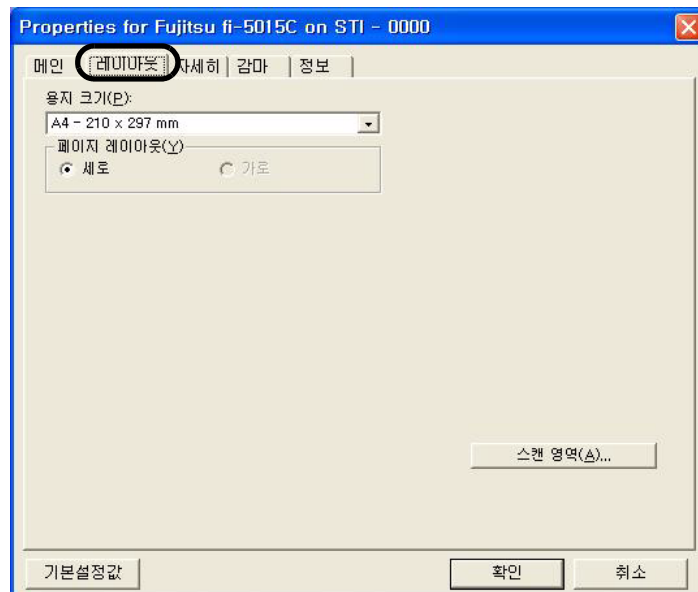 Properties for Fujitsu fi-5015C on STI - 0000
메인 레이아웃 자세히 감마 정보
용지 크기(P):
A4 - 210 x 297 mm
페이지 레이아웃(Y)
세로 가로
스캔 영역(A)...
기본설정값 확인 취소